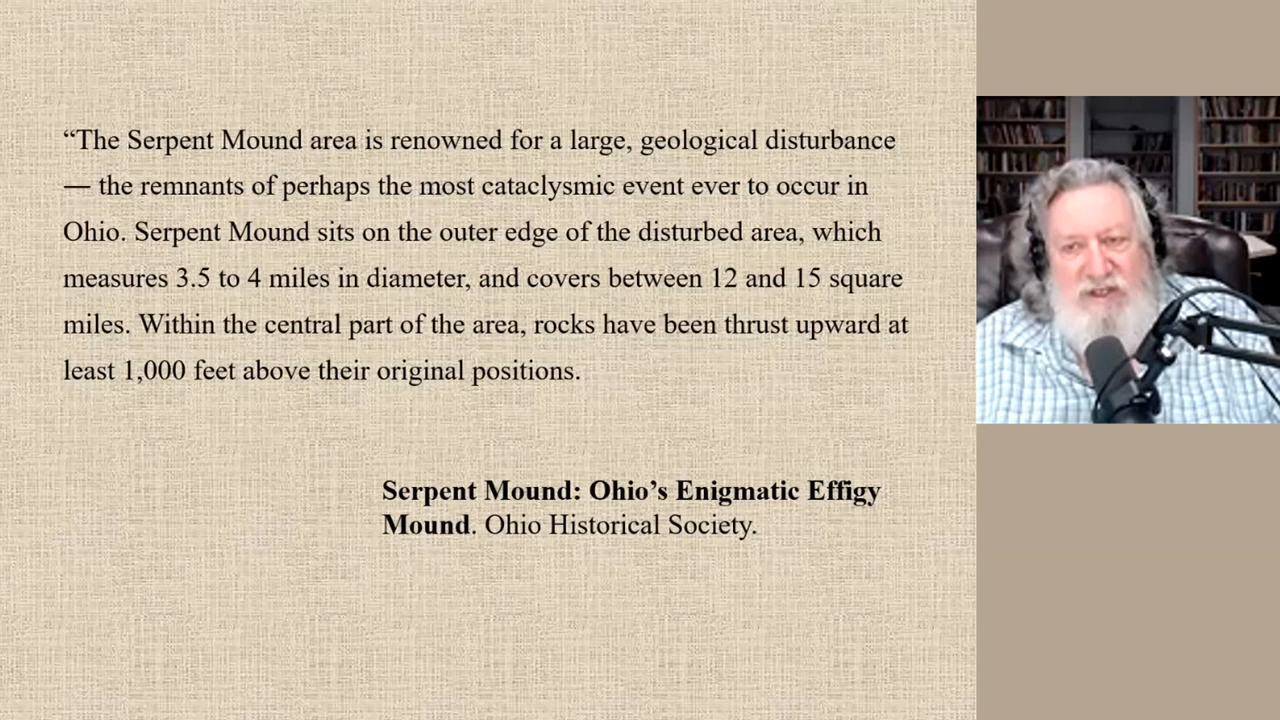 “The Serpent Mound area is renowned for a large, geological disturbance
— the remnants of perhaps the most cataclysmic event ever to occur in
Ohio. Serpent Mound sits on the outer edge of the disturbed area, which
measures 3.5 to 4 miles in diameter, and covers between 12 and 15 square
miles. Within the central part of the area, rocks have been thrust upward at
least 1,000 feet above their original positions.
Serpent Mound: Ohio’s Enigmatic Effigy
Mound. Ohio Historical Society.